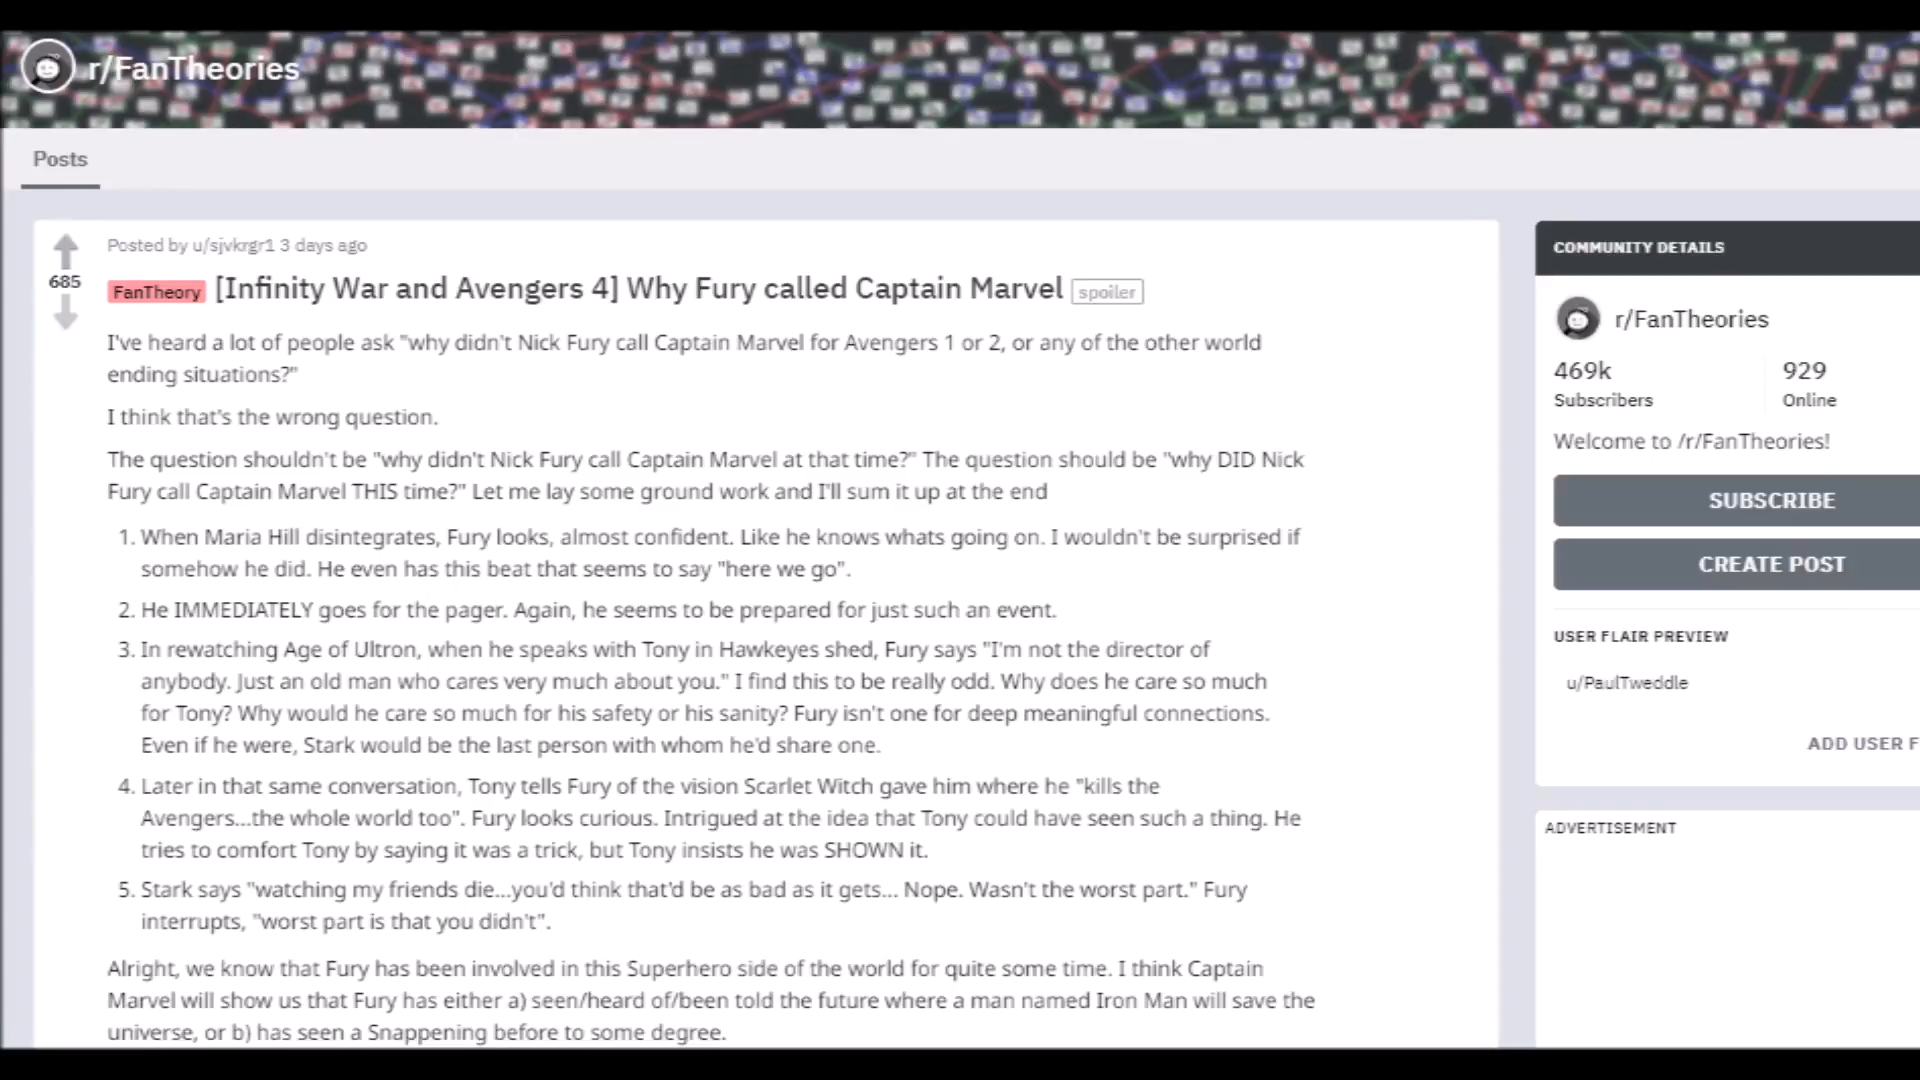 r/FanTheories
Posts
Posted by u/sjvkrgr1 3 days ago
685
FanTheory [Infinity War and Avengers 4] Why Fury called Captain Marvel spoiler
I've heard a lot of people ask "why didn't Nick Fury call Captain Marvel for Avengers 1 or 2, or any of the other world
ending situations?"
I think that's the wrong question.
The question shouldn't be "why didn't Nick Fury call Captain Marvel at that time?" The question should be "why DID Nick
Fury call Captain Marvel THIS time?" Let me lay some ground work and I'll sum it up at the end
1. When Maria Hill disintegrates, Fury looks, almost confident. Like he knows whats going on. I wouldn't be surprised if
somehow he did. He even has this beat that seems to say "here we go".
2. He IMMEDIATELY goes for the pager. Again, he seems to be prepared for just such an event.
3. In rewatching Age of Ultron, when he speaks with Tony in Hawkeyes shed, Fury says "I'm not the director of
anybody. Just an old man who cares very much about you." I find this to be really odd. Why does he care so much
for Tony? Why would he care so much for his safety or his sanity? Fury isn't one for deep meaningful connections.
Even if he were, Stark would be the last person with whom he'd share one.
4. Later in that same conversation, Tony tells Fury of the vision Scarlet Witch gave him where he "kills the
Avengers...the whole world too". Fury looks curious. Intrigued at the idea that Tony could have seen such a thing. He
tries to comfort Tony by saying it was a trick, but Tony insists he was SHOWN it.
5. Stark says "watching my friends die...you'd think that'd be as bad as it gets... Nope. Wasn't the worst part." Fury
interrupts, "worst part is that you didn't".
Alright, we know that Fury has been involved in this Superhero side of the world for quite some time. I think Captain
Marvel will show us that Fury has either a) seen/heard of/been told the future where a man named Iron Man will save the
universe, or b) has seen a Snappening before to some degree.
COMMUNITY DETAILS
r/FanTheories
469k 929
Subscribers Online
Welcome to /r/FanTheories!
SUBSCRIBE
CREATE POST
USER FLAIR PREVIEW
u/PaulTweddle
ADD USER F
ADVERTISEMENT